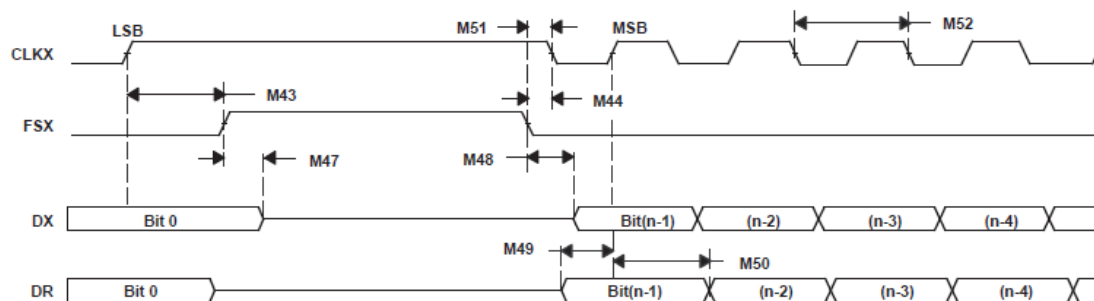 LSB M51 MSB M52
CLKX
M43 M44
FSX
M47 M48
DX Bit 0 Bit(n-1) (n-2) (n-3) (n-4)
M49 M50
DR Bit 0 Bit(n-1) (n-2) (n-3) (n-4)